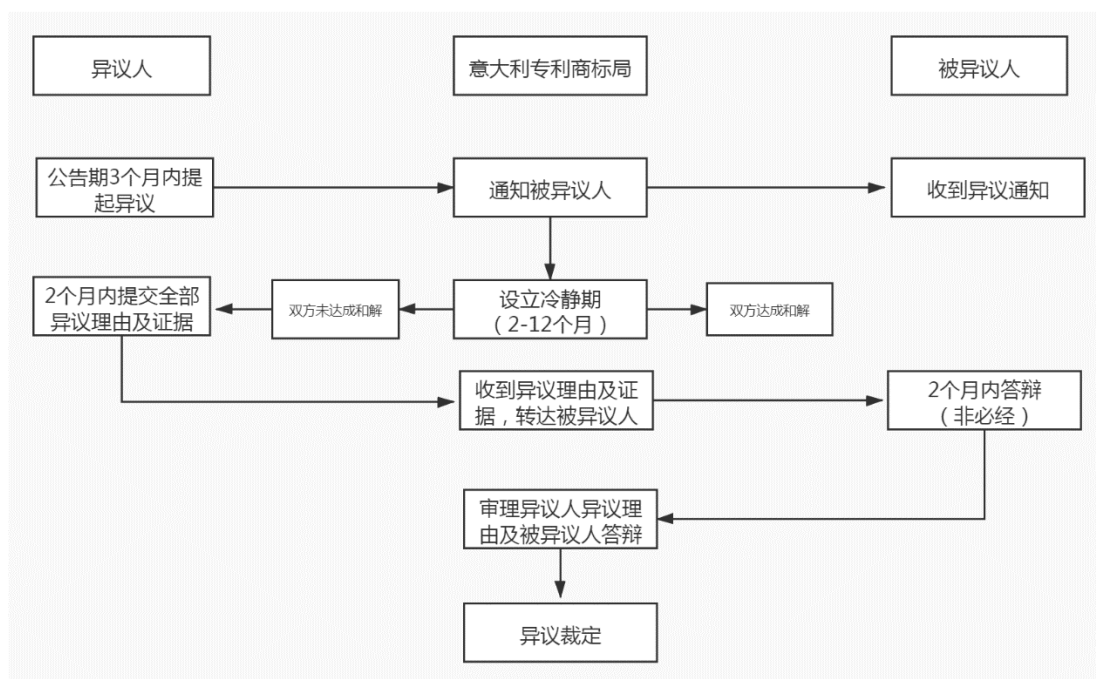 异议人
意大利专利商标局
被异议人
公告期3个月内提
起异议
通知被异议人
收到异议通知
2个月内提交全部
异议理由及证据
双方未达成和解
设立冷静期
（2-12个月）
双方达成和解
收到异议理由及证
据，转达被异议人
2个月内答辩
（非必经）
审理异议人异议理
由及被异议人答辩
异议裁定